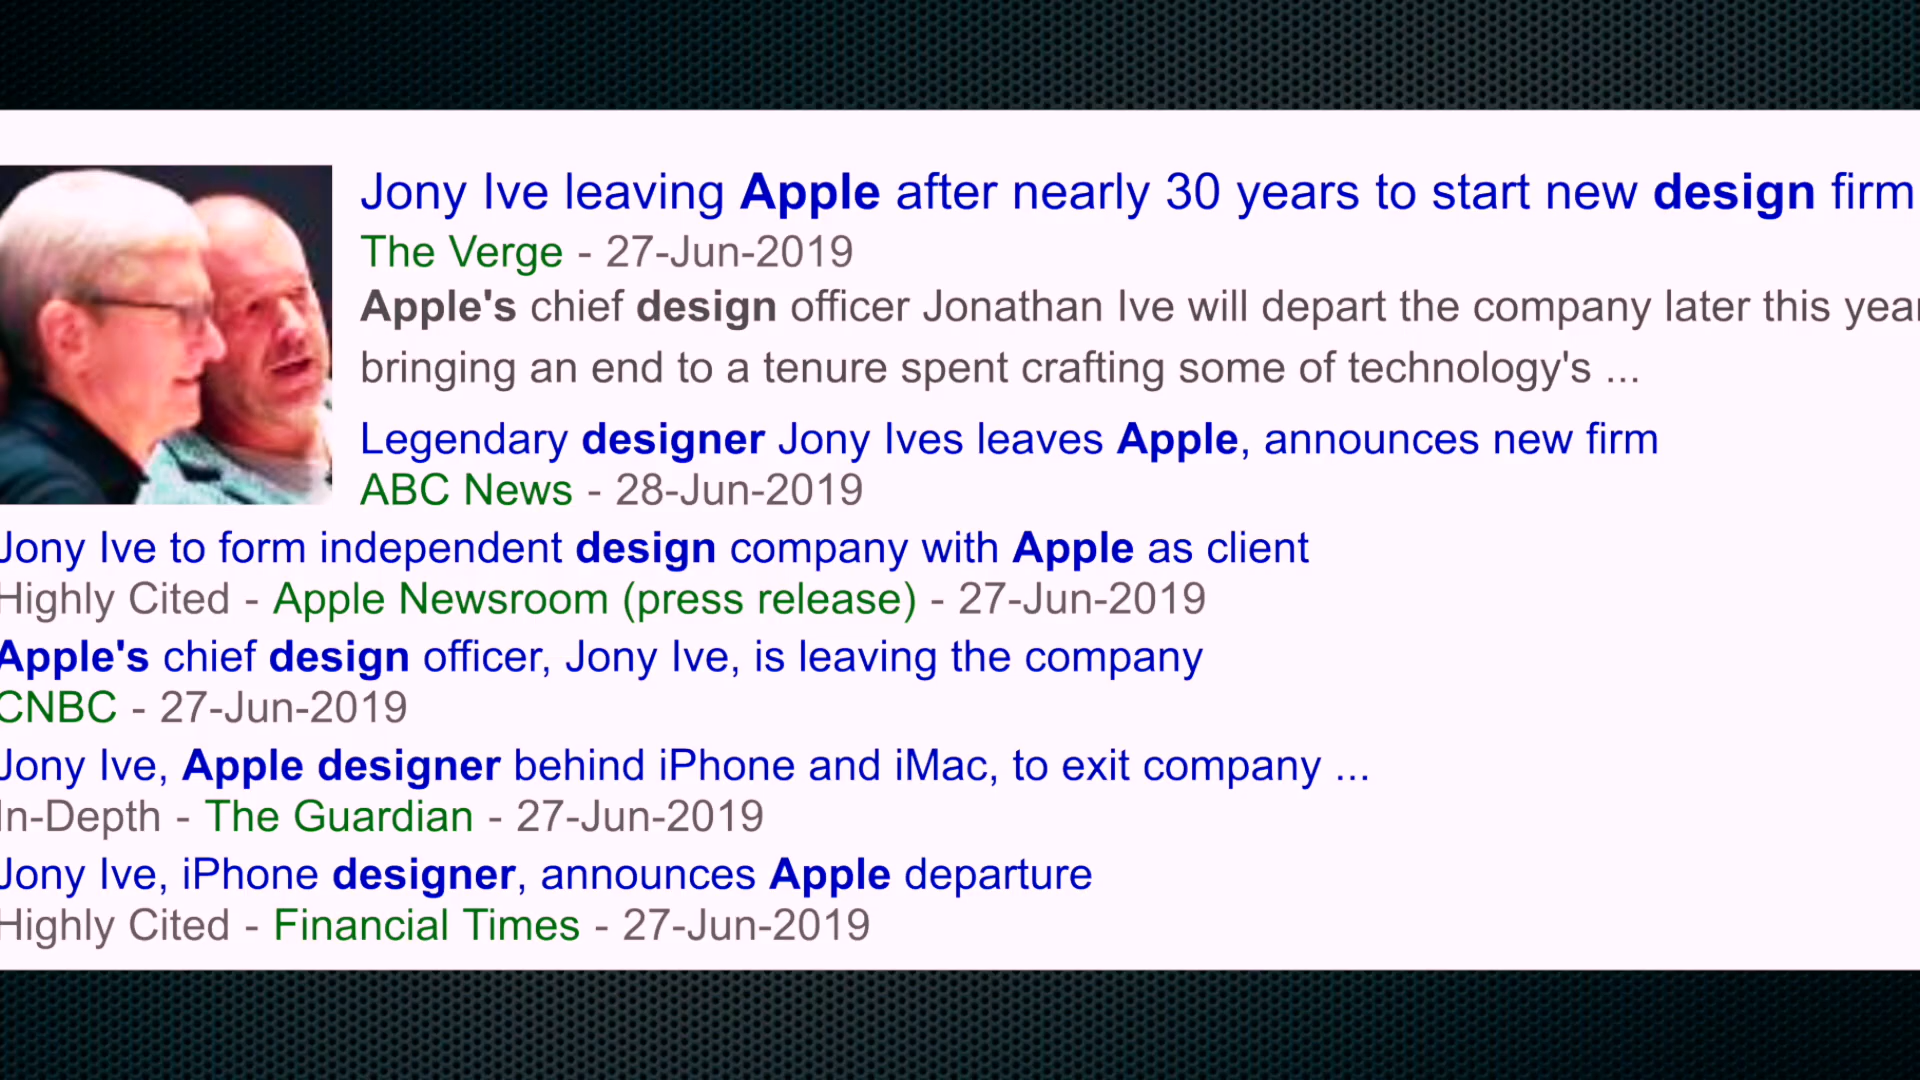 Jony Ive leaving Apple after nearly 30 years to start new design firm
The Verge - 27-Jun-2019
Apple's chief design officer Jonathan Ive will depart the company later this year
bringing an end to a tenure spent crafting some of technology's ...
Legendary designer Jony Ives leaves Apple, announces new firm
ABC News - 28-Jun-2019
Jony Ive to form independent design company with Apple as client
Highly Cited - Apple Newsroom (press release) - 27-Jun-2019
Apple's chief design officer, Jony Ive, is leaving the company
CNBC - 27-Jun-2019
Jony Ive, Apple designer behind iPhone and iMac, to exit company ...
In-Depth - The Guardian - 27-Jun-2019
Jony Ive, iPhone designer, announces Apple departure
Highly Cited - Financial Times - 27-Jun-2019